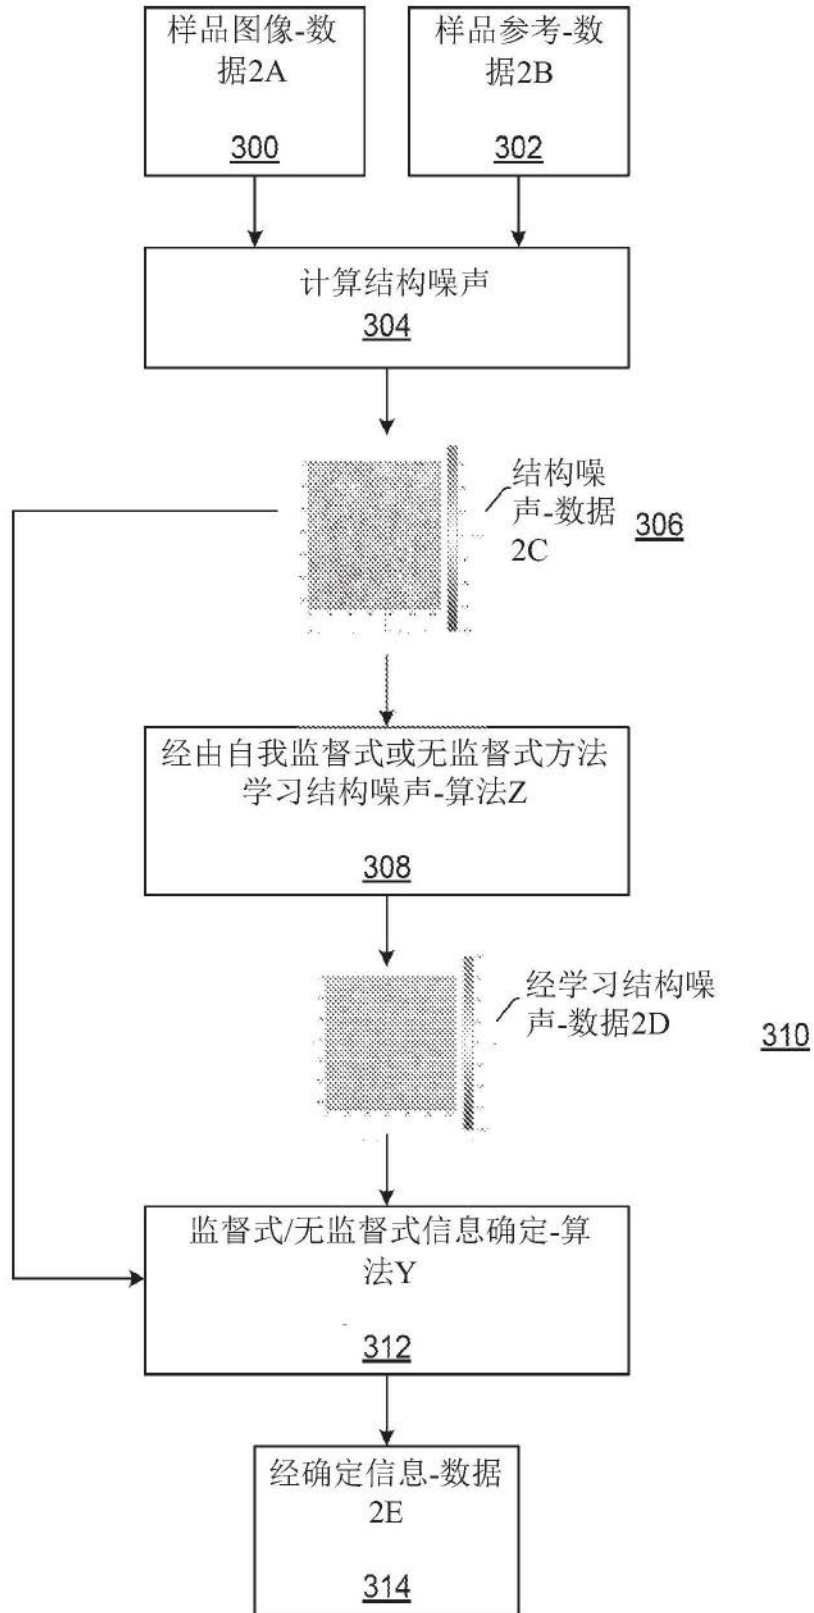 样品图像-数
据2A
300
样品参考-数
据2B
302
计算结构噪声
304
结构噪
声-数据
2C
306
经由自我监督式或无监督式方法
学习结构噪声-算法Z
308
经学习结构噪
声-数据2D
310
监督式/无监督式信息确定-算
法Y
312
经确定信息-数据
2E
314